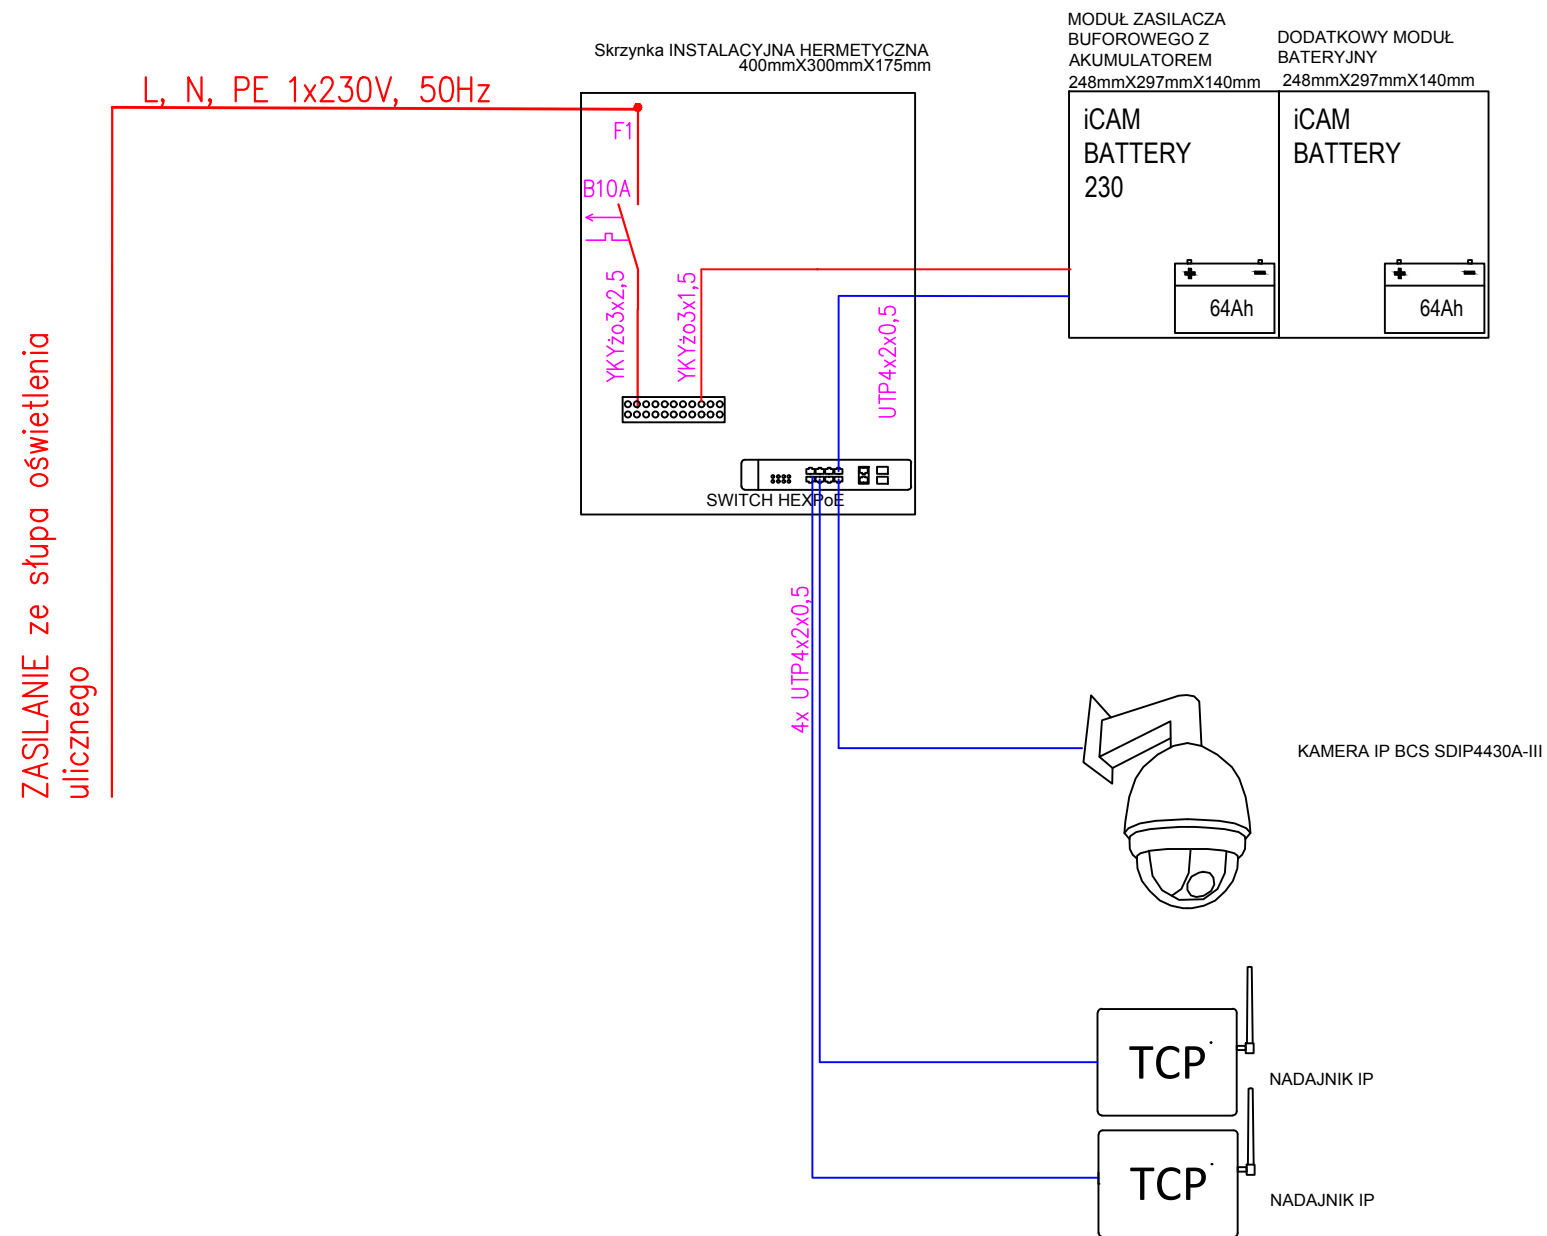 MODUŁ ZASILACZA
BUFOROWEGO Z
AKUMULATOREM
248mmX297mmX140mm
DODATKOWY MODUŁ
BATERYJNY
248mmX297mmX140mm
Skrzynka INSTALACYJNA HERMETYCZNA
400mmX300mmX175mm
L, N, PE 1x230V, 50Hz
F1
B10A
iCAM
BATTERY
230
iCAM
BATTERY
64Ah
64Ah
YKYżo3x2,5
YKYżo3x1,5
UTP4x2x0,5
SWITCH HEXPoE
ZASILANIE ze słupa oświetlenia
ulicznego
4x UTP4x2x0,5
KAMERA IP BCS SDIP4430A-III
TCP
NADAJNIK IP
TCP
NADAJNIK IP